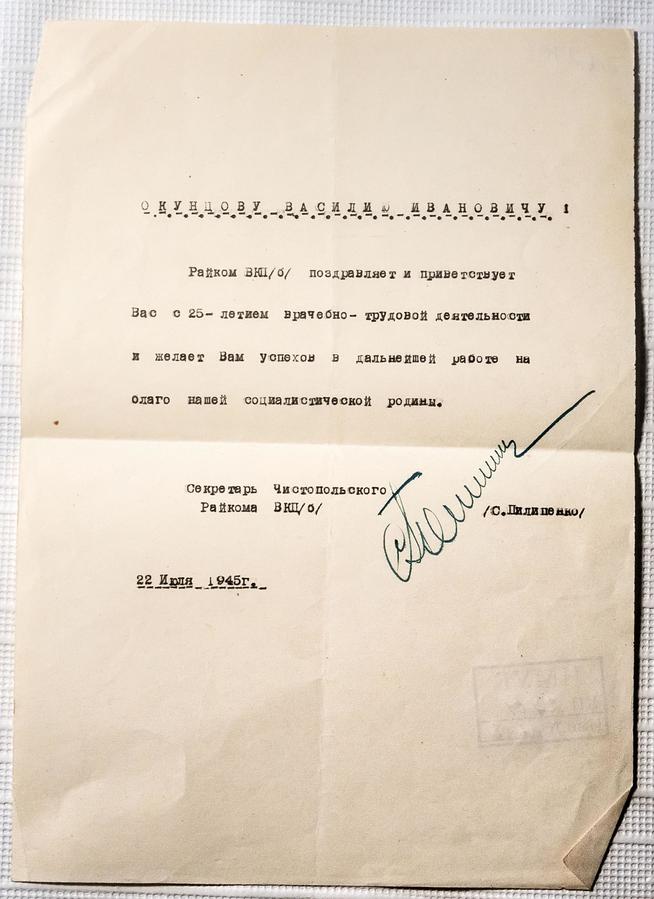 ОКУНЦОВУ ВАСИЛИЮ ИВАНОВИЧУ !
Райком ВКП/б/ поздравляет и приветствует
Вас с 25- летием врачебно- трудовой деятельности
и желает Вам успехов в дальнейшей работе на
благо нашей социалистической родины.
Секретарь Чистопольского
Райкома ВКП/б/
/С.Пилипенко/
22 Июля 1945г.